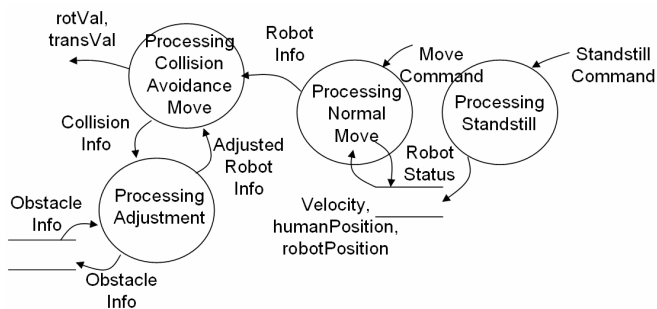 rotVal,
transVal
Processing
Collision
Avoidance
Move
Robot
Info
Move
Command
Standstill
Command
Processing
Normal
Move
Processing
Standstill
Collision
Info
Adjusted
Robot
Info
Robot
Status
Processing
Adjustment
Obstacle
Info
Velocity,
humanPosition,
robotPosition
Obstacle
Info